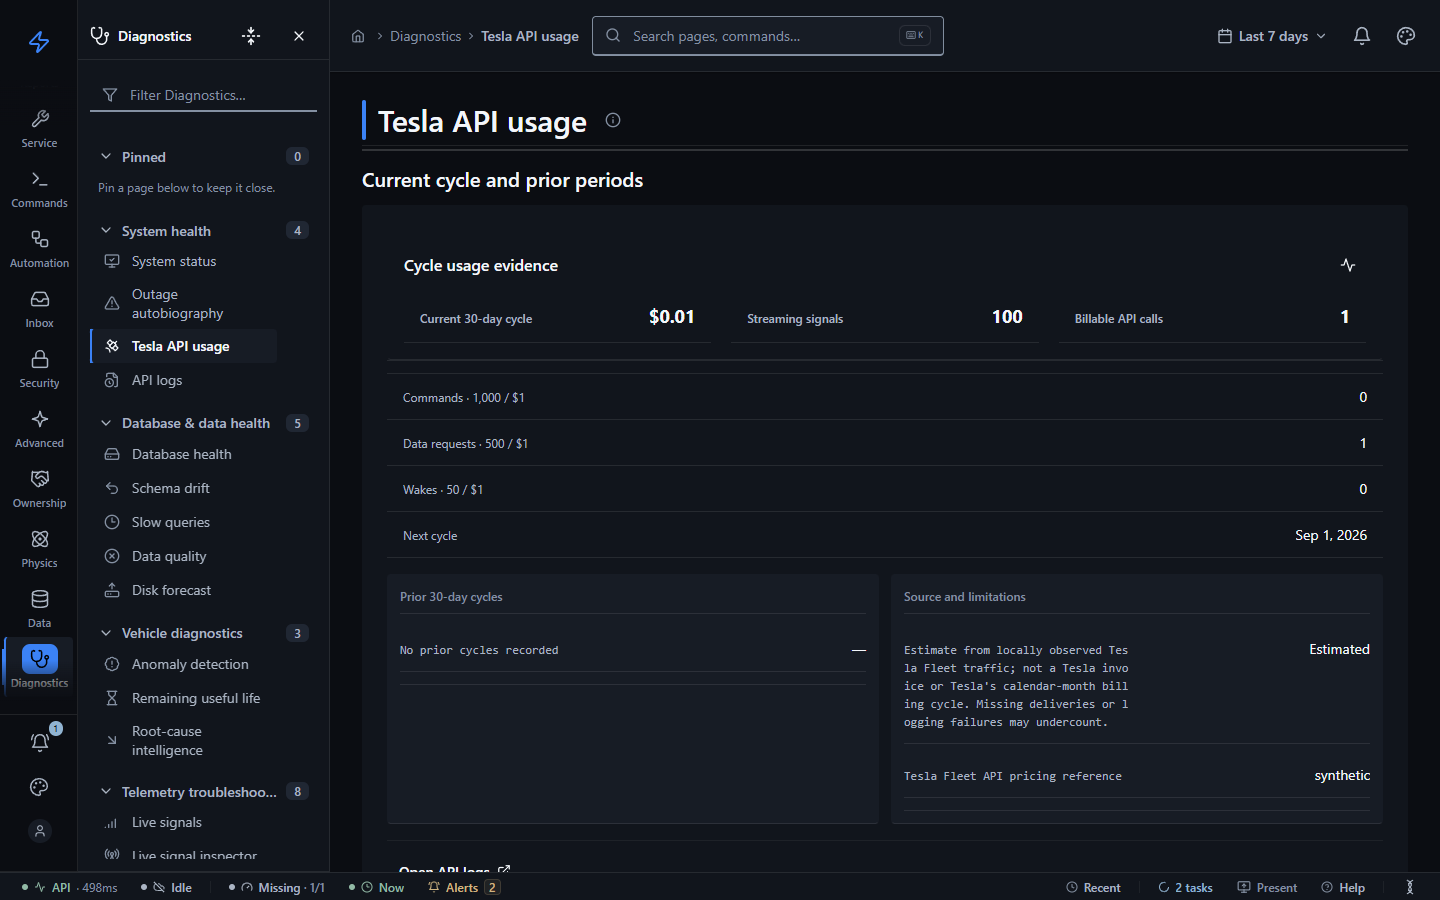 Diagnostics
Filter Diagnostics...
Service
Commands
Automation
Inbox
Security
Advanced
Ownership
Physics
Data
Diagnostics
1
Pinned 0
Pin a page below to keep it close.
System health 4
System status
Outage
autobiography
Tesla API usage
API logs
Database & data health 5
Database health
Schema drift
Slow queries
Data quality
Disk forecast
Vehicle diagnostics 3
Anomaly detection
Remaining useful life
Root-cause
intelligence
Telemetry troubleshoo... 8
Live signals
Live signal inspector
Diagnostics > Tesla API usage
Search pages, commands... K
Last 7 days
Tesla API usage
Current cycle and prior periods
Cycle usage evidence
Current 30-day cycle $0.01
Streaming signals 100
Billable API calls 1
Commands · 1,000 / $1 0
Data requests · 500 / $1 1
Wakes · 50 / $1 0
Next cycle Sep 1, 2026
Prior 30-day cycles
No prior cycles recorded —
Source and limitations
Estimate from locally observed Tes
la Fleet traffic; not a Tesla invo
ice or Tesla's calendar-month bill
ing cycle. Missing deliveries or l
ogging failures may undercount.
Estimated
Tesla Fleet API pricing reference synthetic
Open API logs
API · 498ms Idle Missing · 1/1 Now Alerts 2 Recent 2 tasks Present Help